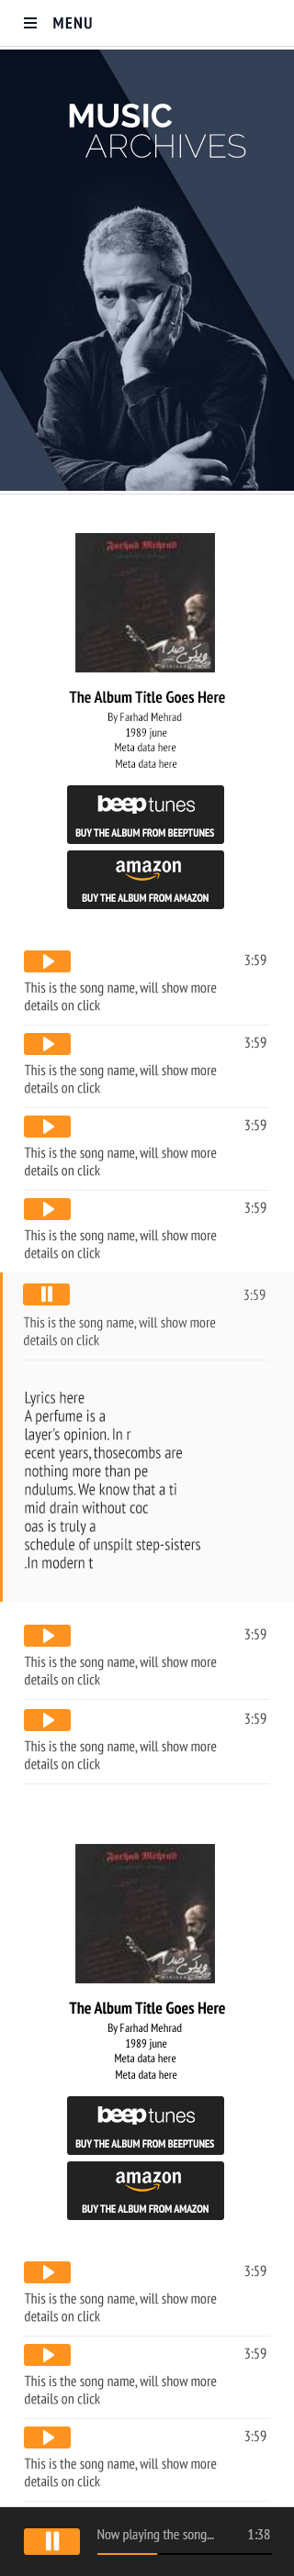 MENU
MUSIC
ARCHIVES
Farhad Mehrad
The Album Title Goes Here
By Farhad Mehrad
1989 june
Meta data here
Meta data here
beep tunes
BUY THE ALBUM FROM BEEPTUNES
amazon
BUY THE ALBUM FROM AMAZON
3:59
This is the song name, will show more
details on click
3:59
This is the song name, will show more
details on click
3:59
This is the song name, will show more
details on click
3:59
This is the song name, will show more
details on click
3:59
This is the song name, will show more
details on click
Lyrics here
A perfume is a
layer's opinion. In r
ecent years, thosecombs are
nothing more than pe
ndulums. We know that a ti
mid drain without coc
oas is truly a
schedule of unspilt step-sisters
.In modern t
3:59
This is the song name, will show more
details on click
3:59
This is the song name, will show more
details on click
Farhad Mehrad
The Album Title Goes Here
By Farhad Mehrad
1989 june
Meta data here
Meta data here
beep tunes
BUY THE ALBUM FROM BEEPTUNES
amazon
BUY THE ALBUM FROM AMAZON
3:59
This is the song name, will show more
details on click
3:59
This is the song name, will show more
details on click
3:59
This is the song name, will show more
details on click
Now playing the song... 1:38